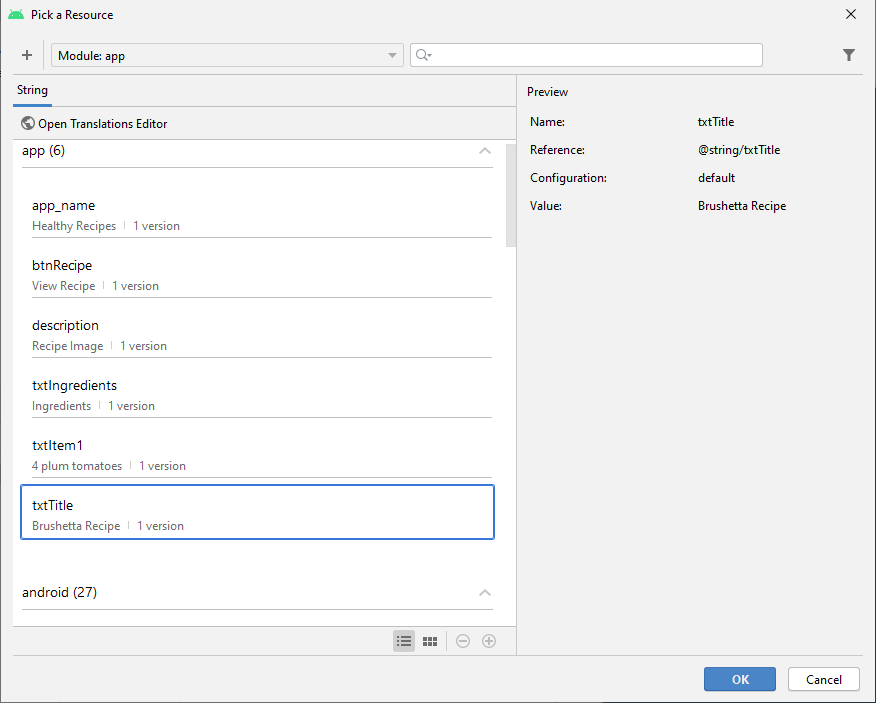 Pick a Resource
Module: app
String
Open Translations Editor
app (6)
app_name
Healthy Recipes | 1 version
btnRecipe
View Recipe | 1 version
description
Recipe Image | 1 version
txtIngredients
Ingredients | 1 version
txtItem1
4 plum tomatoes | 1 version
txtTitle
Brushetta Recipe | 1 version
android (27)
Preview
Name: txtTitle
Reference: @string/txtTitle
Configuration: default
Value: Brushetta Recipe
OK Cancel